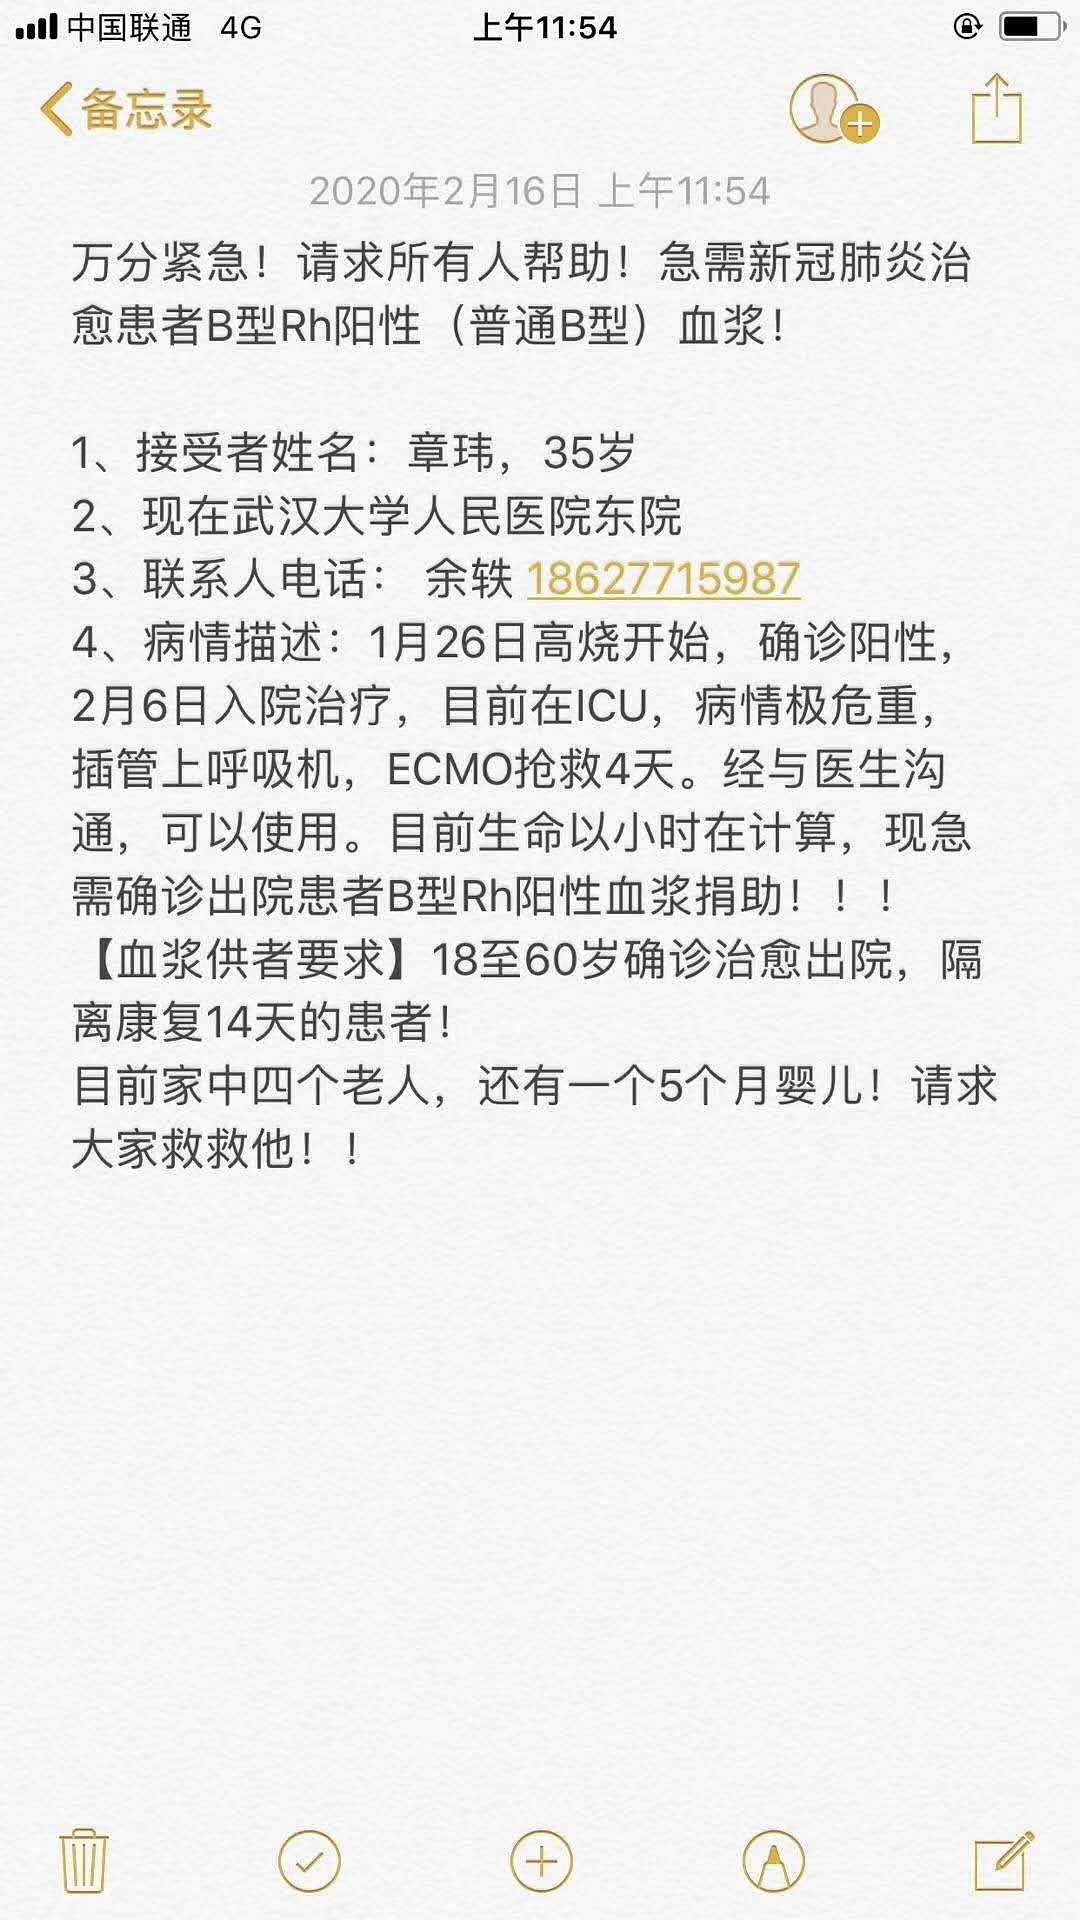 中国联通 4G 上午11:54
备忘录
2020年2月16日 上午11:54
万分紧急！请求所有人帮助！急需新冠肺炎治
愈患者B型Rh阳性（普通B型）血浆！
1、接受者姓名：章玮，35岁
2、现在武汉大学人民医院东院
3、联系人电话： 余轶 18627715987
4、病情描述：1月26日高烧开始，确诊阳性，
2月6日入院治疗，目前在ICU，病情极危重，
插管上呼吸机，ECMO抢救4天。经与医生沟
通，可以使用。目前生命以小时在计算，现急
需确诊出院患者B型Rh阳性血浆捐助！！！
【血浆供者要求】18至60岁确诊治愈出院，隔
离康复14天的患者！
目前家中四个老人，还有一个5个月婴儿！请求
大家救救他！！